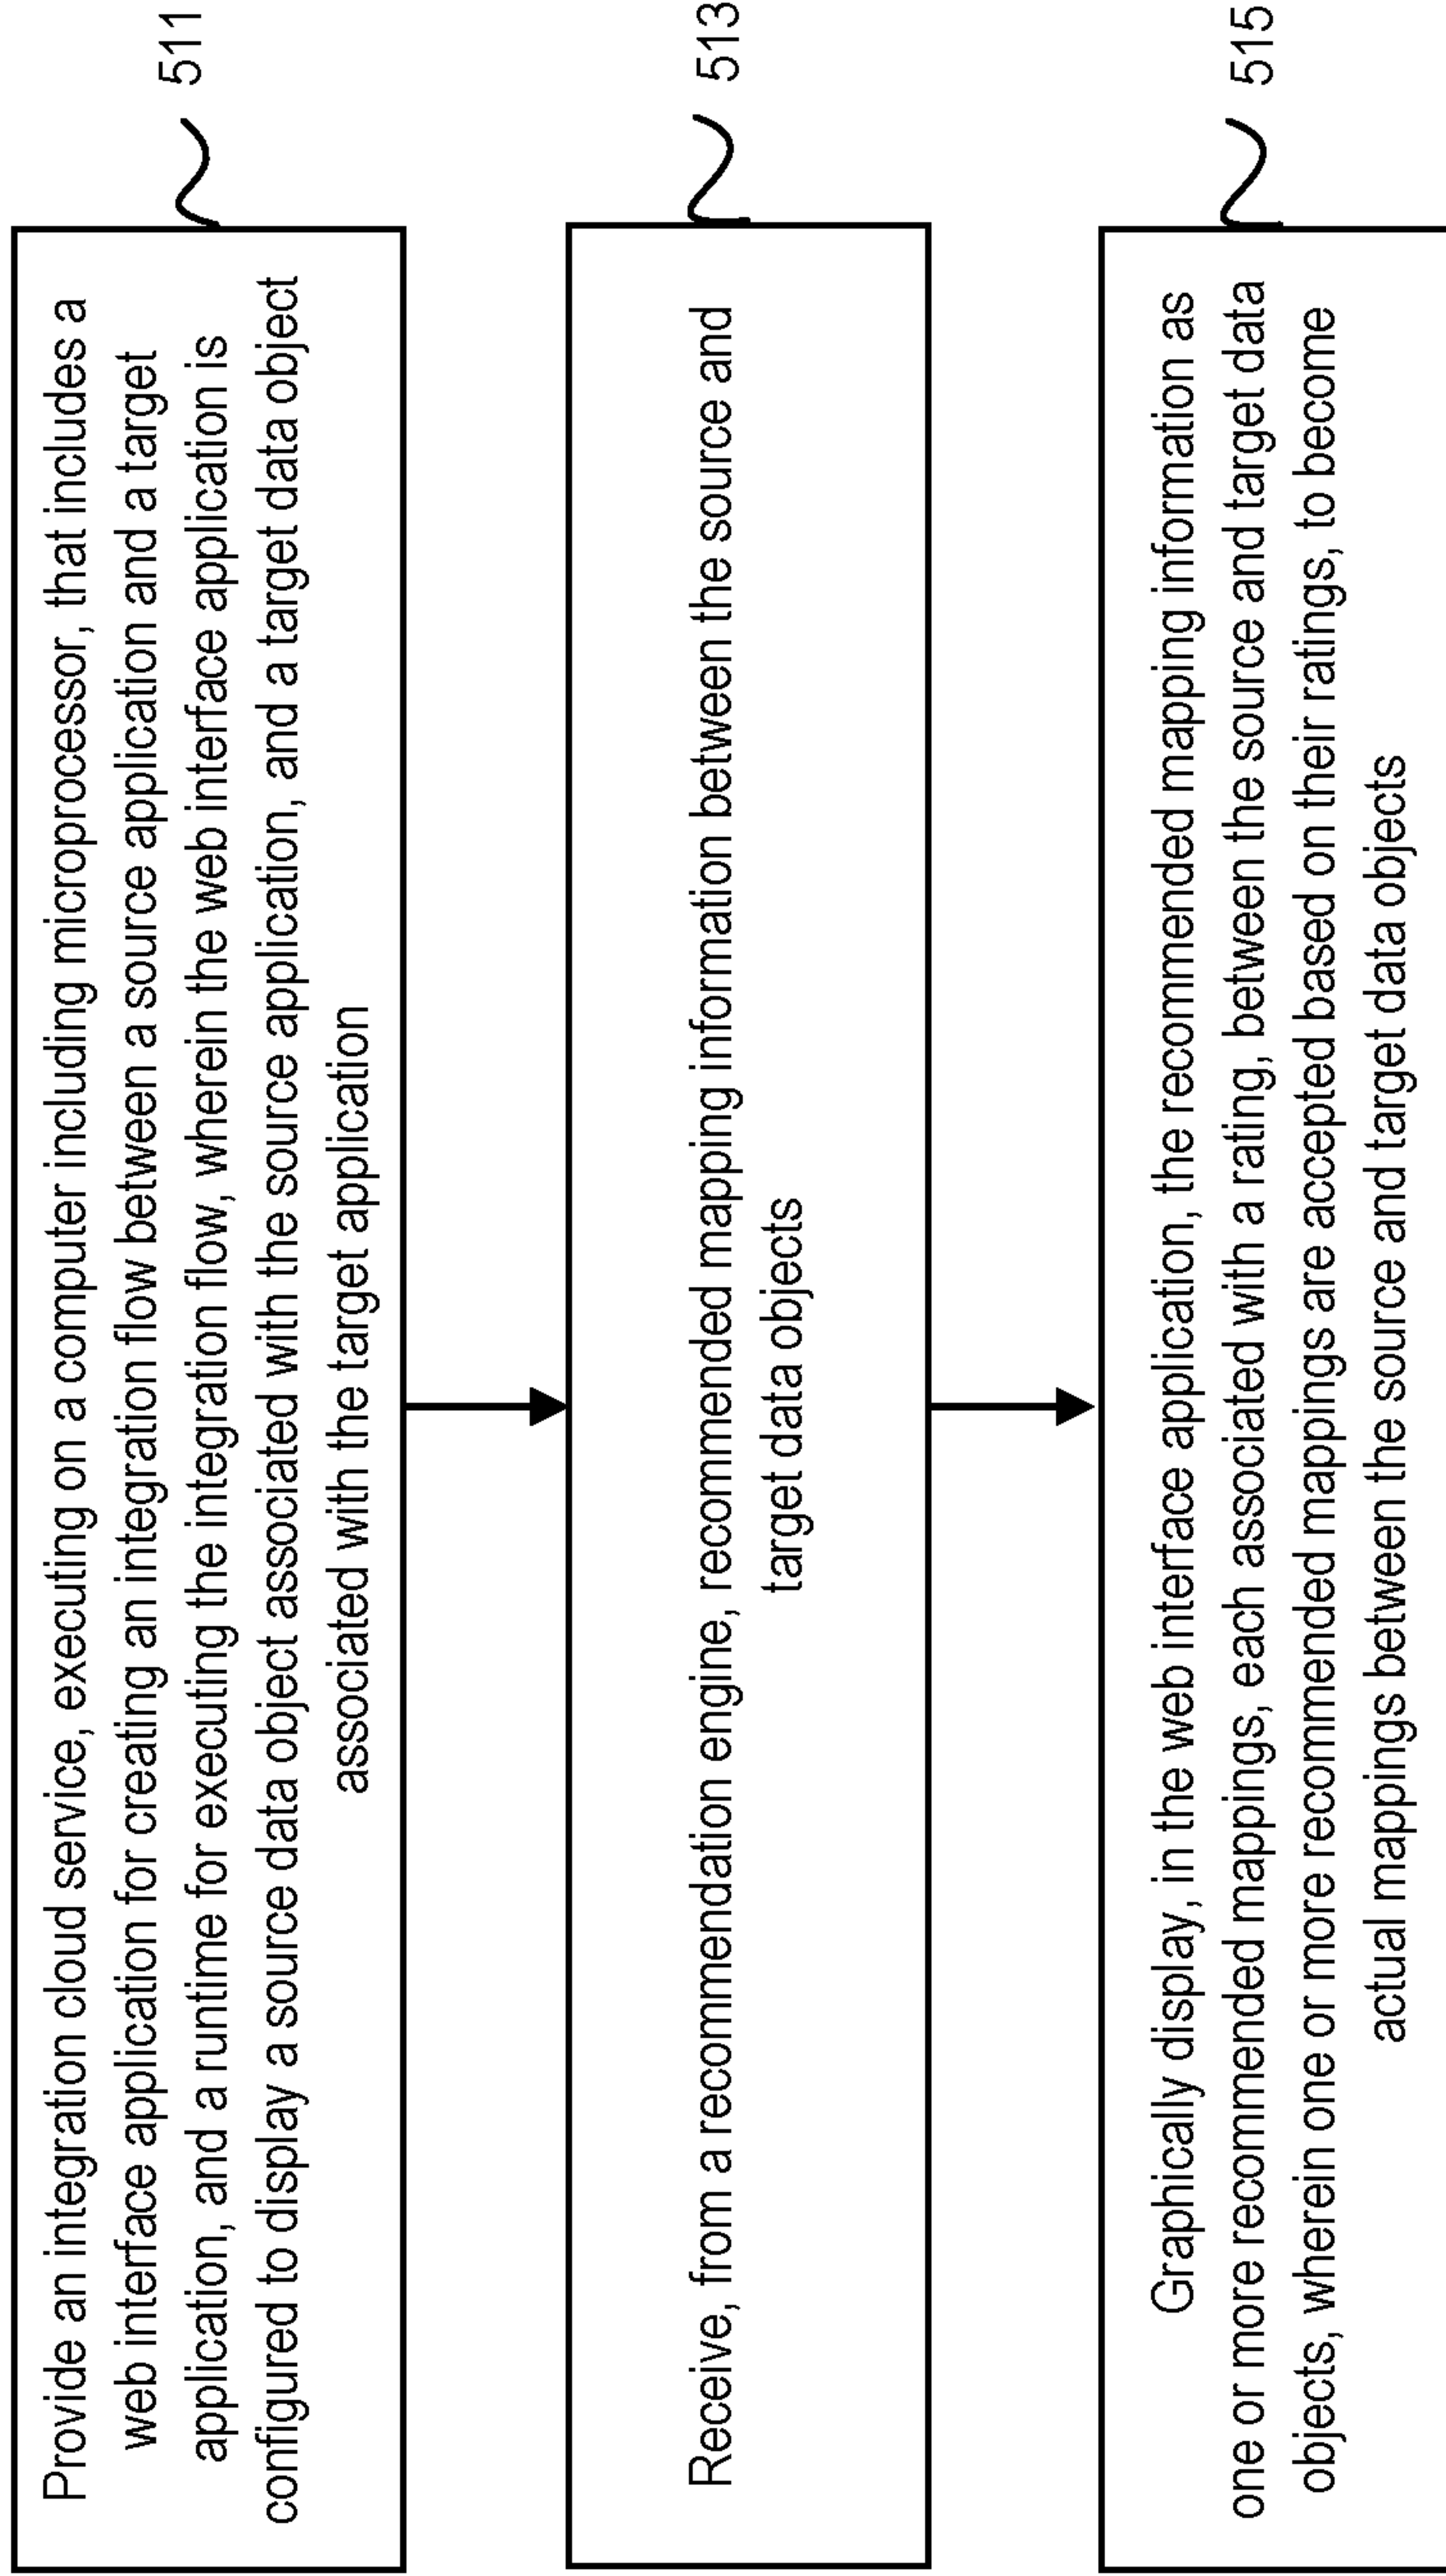 Provide an integration cloud service, executing on a computer including microprocessor, that includes a
web interface application for creating an integration flow between a source application and a target
application, and a runtime for executing the integration flow, wherein the web interface application is
configured to display a source data object associated with the source application, and a target data object
associated with the target application
511
Receive, from a recommendation engine, recommended mapping information between the source and
target data objects
513
Graphically display, in the web interface application, the recommended mapping information as
one or more recommended mappings, each associated with a rating, between the source and target data
objects, wherein one or more recommended mappings are accepted based on their ratings, to become
actual mappings between the source and target data objects
515